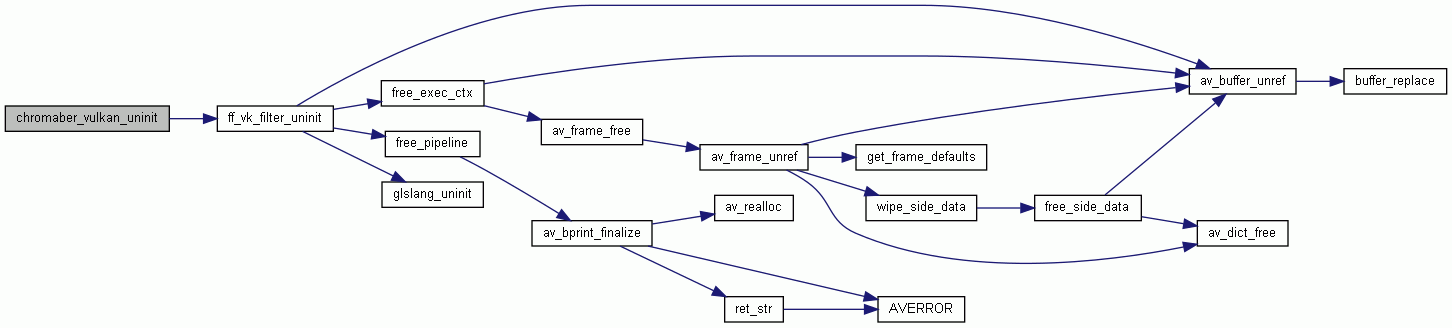 chromaber_vulkan_uninit
ff_vk_filter_uninit
free_exec_ctx
free_pipeline
glslang_uninit
av_frame_free
av_bprint_finalize
av_frame_unref
av_realloc
ret_str
get_frame_defaults
wipe_side_data
AVERROR
free_side_data
av_buffer_unref
av_dict_free
buffer_replace